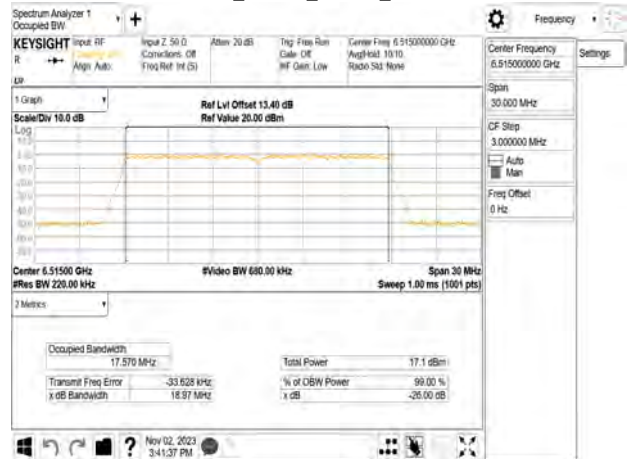 Spectrum Analyzer 1
Occupied BW
Frequency
Settings
KEYSIGHT
Input: RF
Input Z: 50 Ω
Atten: 20 dB
Trig: Free Run
Center Freq: 6.515000000 GHz
R
Corrections: Off
Gate: Off
Avg|Hold: 10/10
Align: Auto
Freq Ref: Int (S)
#IF Gain: Low
Radio Std: None
Center Frequency
6.515000000 GHz
Span
30.000 MHz
CF Step
3.000000 MHz
Auto
Man
Freq Offset
0 Hz
1 Graph
Ref Lvl Offset 13.40 dB
Scale/Div 10.0 dB
Ref Value 20.00 dBm
Log
Center 6.51500 GHz
#Video BW 680.00 kHz
Span 30 MHz
#Res BW 220.00 kHz
Sweep 1.00 ms (1001 pts)
2 Metrics
Occupied Bandwidth
17.570 MHz
Total Power
17.1 dBm
Transmit Freq Error
-33.628 kHz
% of OBW Power
99.00 %
x dB Bandwidth
18.97 MHz
x dB
-26.00 dB
?
Nov 02, 2023
3:41:37 PM